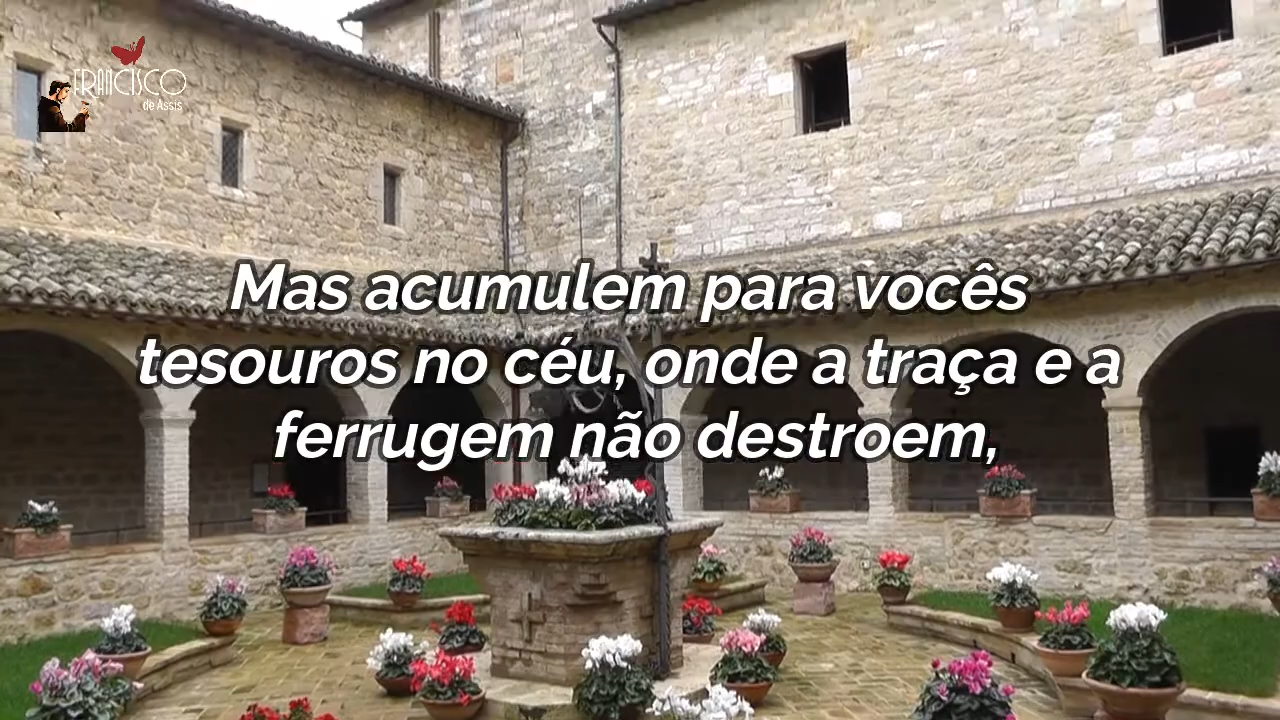 FRANCISCO
de Assis
Mas acumulem para vocês
tesouros no céu, onde a traça e a
ferrugem não destroem,